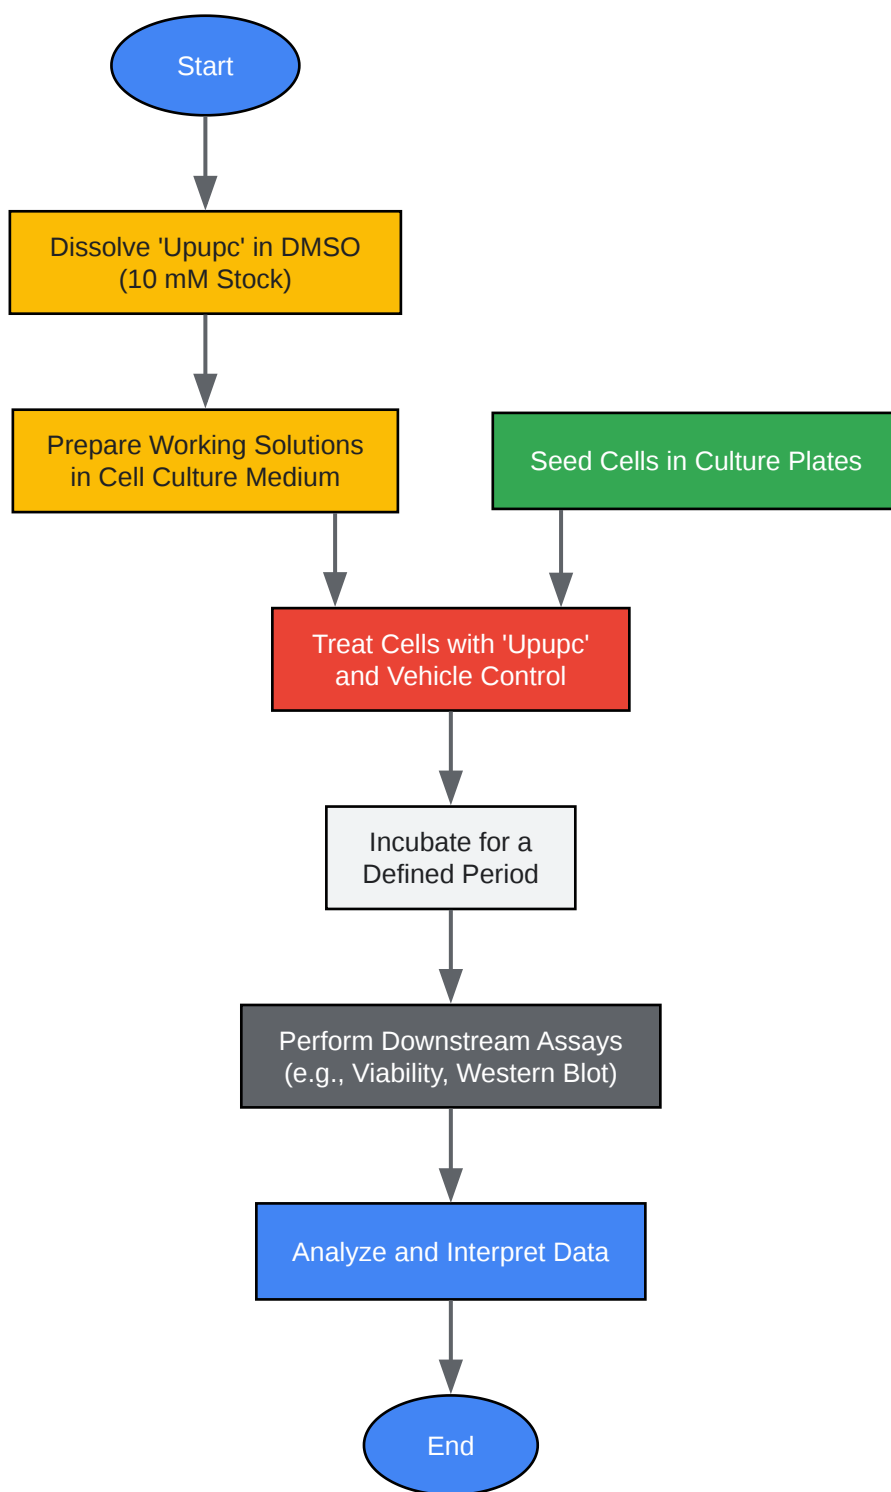 Start
Dissolve 'Upupc' in DMSO
(10 mM Stock)
Prepare Working Solutions
in Cell Culture Medium
Seed Cells in Culture Plates
Treat Cells with 'Upupc'
and Vehicle Control
Incubate for a
Defined Period
Perform Downstream Assays
(e.g., Viability, Western Blot)
Analyze and Interpret Data
End